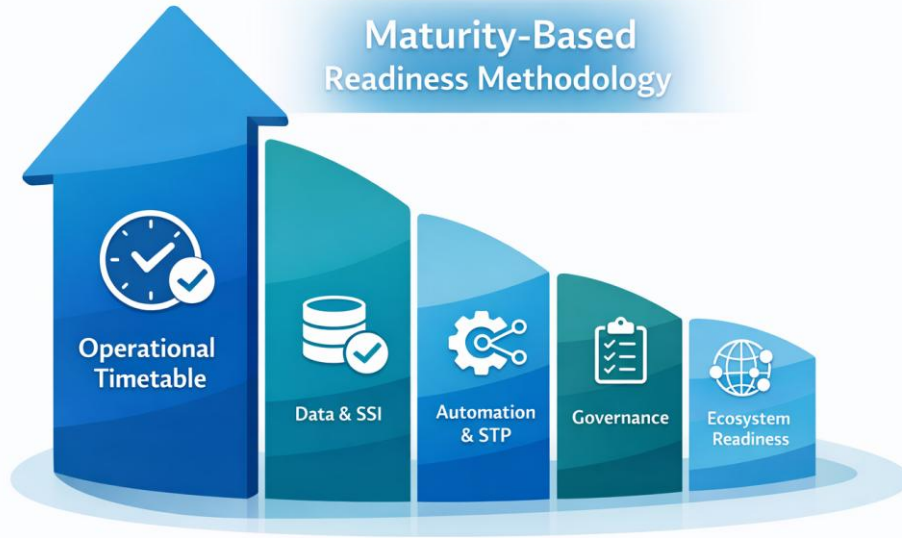 Maturity-Based
Readiness Methodology
Operational
Timetable
Data & SSI
Automation
& STP
Governance
Ecosystem
Readiness